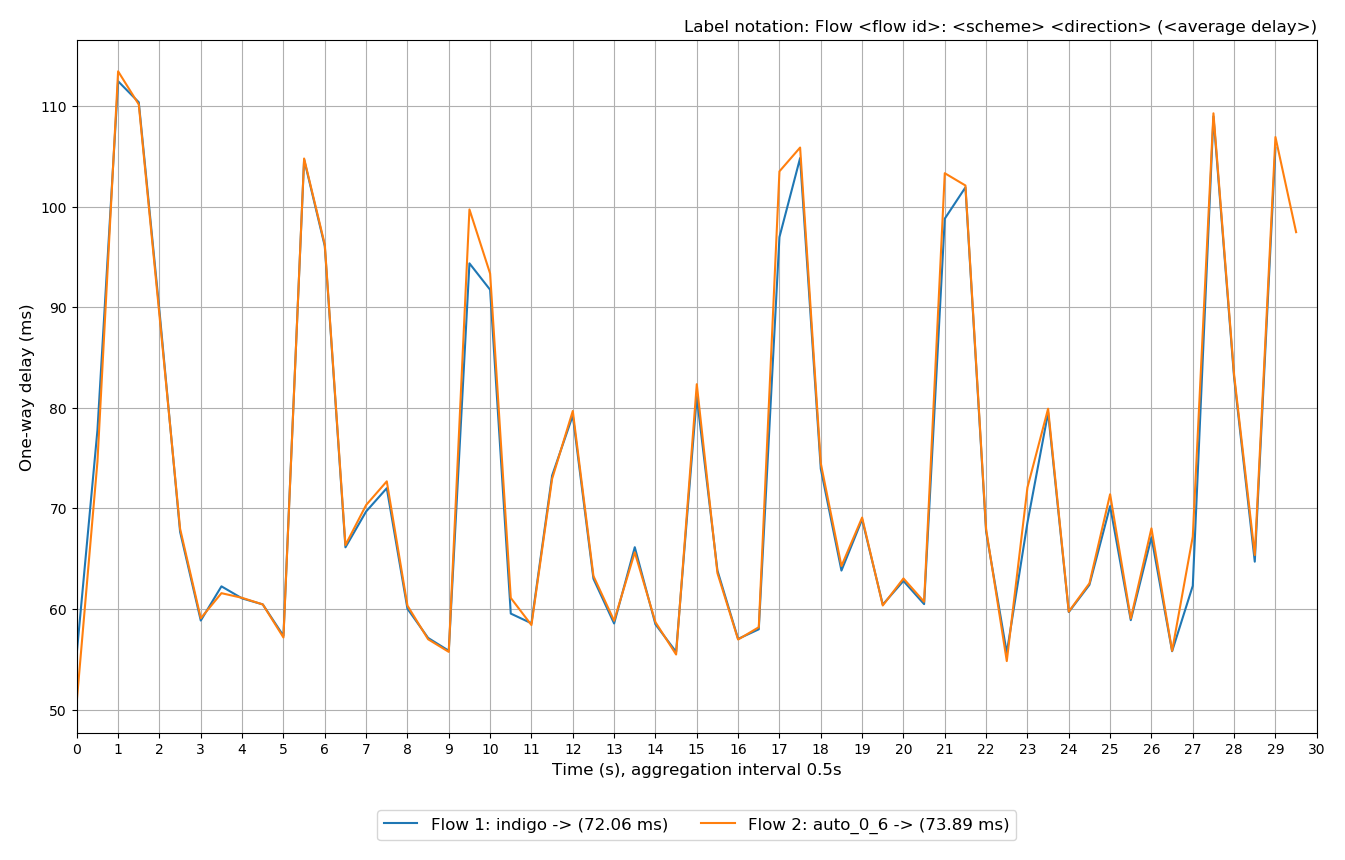 Label notation: Flow <flow id>: <scheme> <direction> (<average delay>)
110
100
90
80
70
60
50
One-way delay (ms)
0 1 2 3 4 5 6 7 8 9 10 11 12 13 14 15 16 17 18 19 20 21 22 23 24 25 26 27 28 29 30
Time (s), aggregation interval 0.5s
Flow 1: indigo -> (72.06 ms) Flow 2: auto_0_6 -> (73.89 ms)